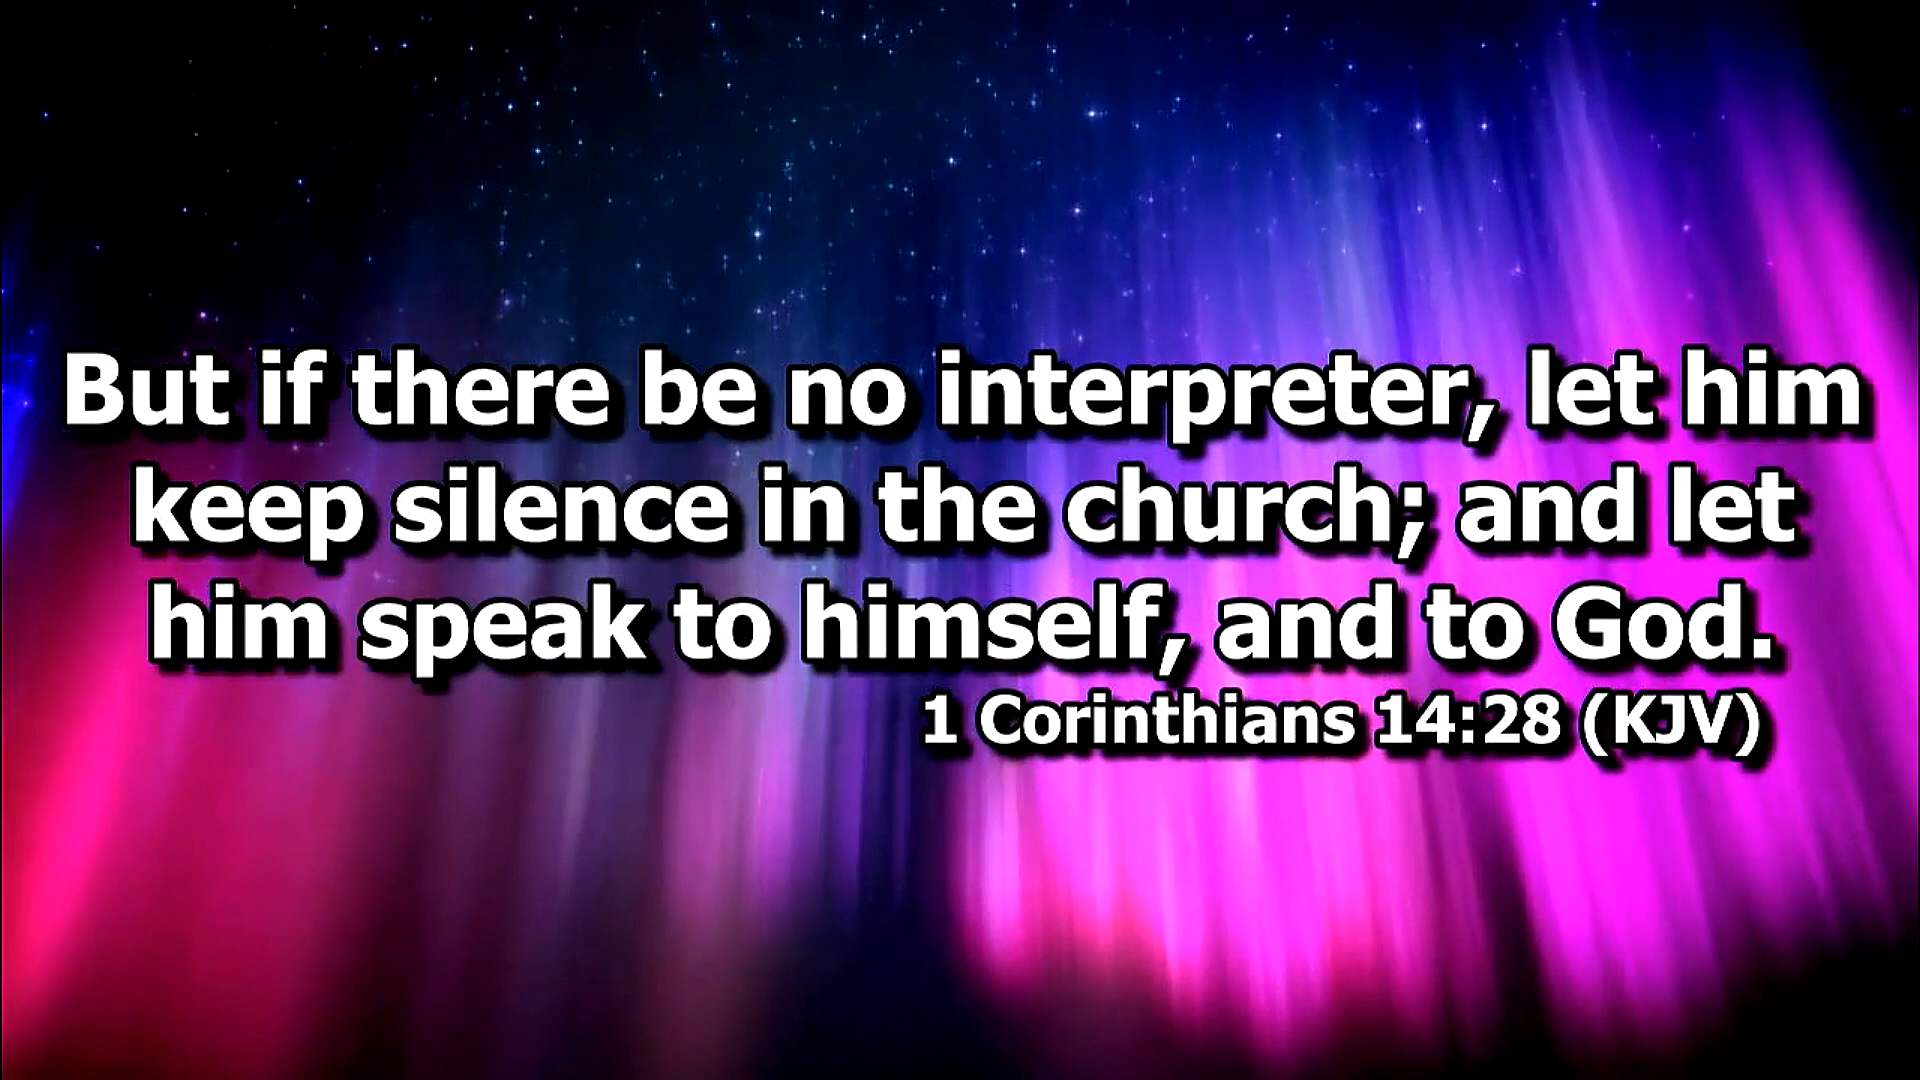 But if there be no interpreter, let him
keep silence in the church; and let
him speak to himself, and to God.
1 Corinthians 14:28 (KJV)